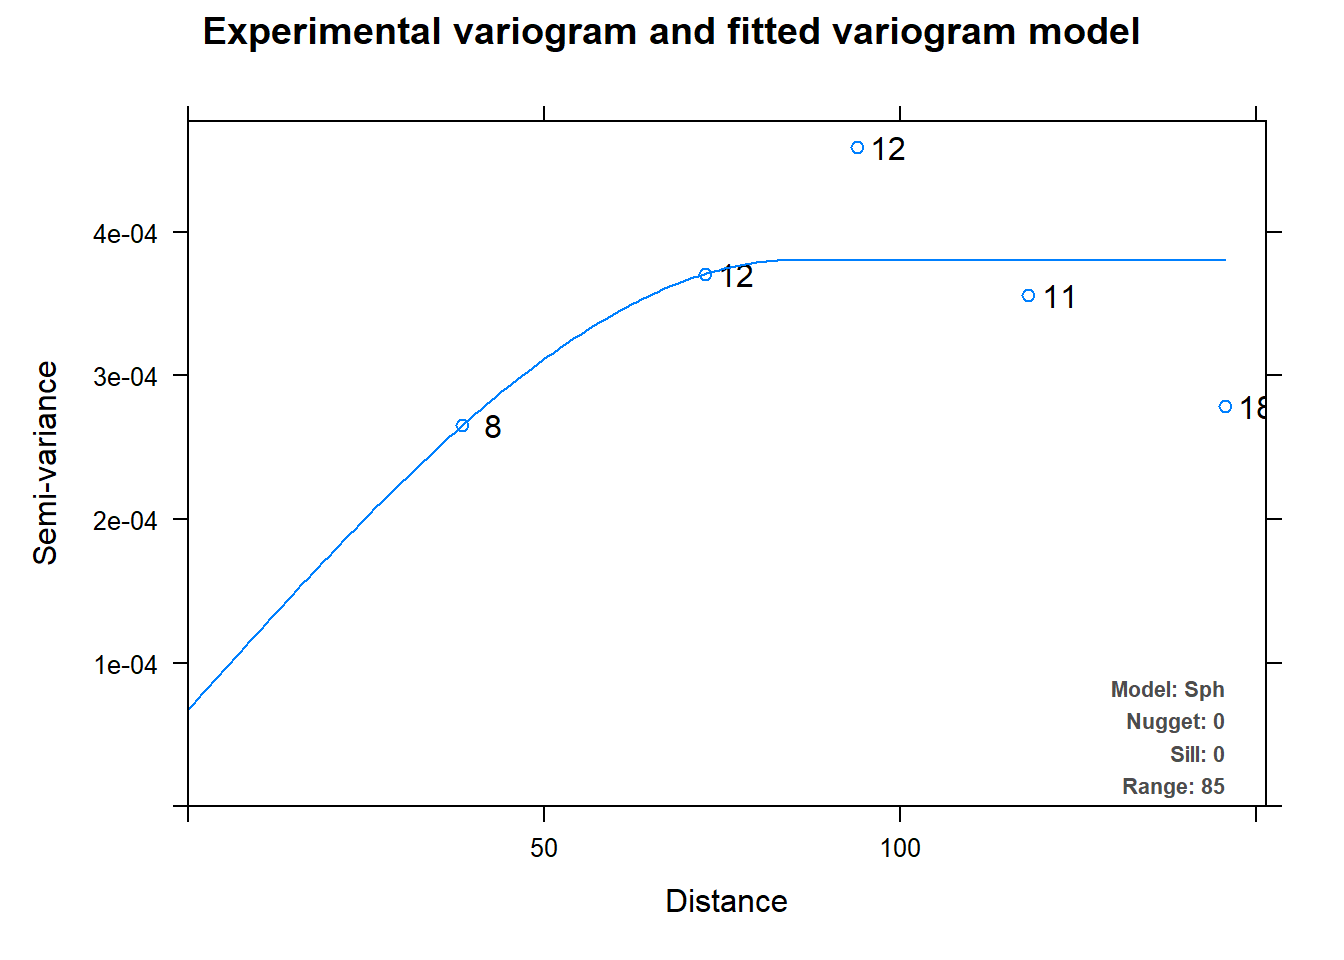 Experimental variogram and fitted variogram model
12
4e-04
12
11
3e-04
18
8
2e-04
1e-04
Semi-variance
Model: Sph
Nugget: 0
Sill: 0
Range: 85
50
100
Distance